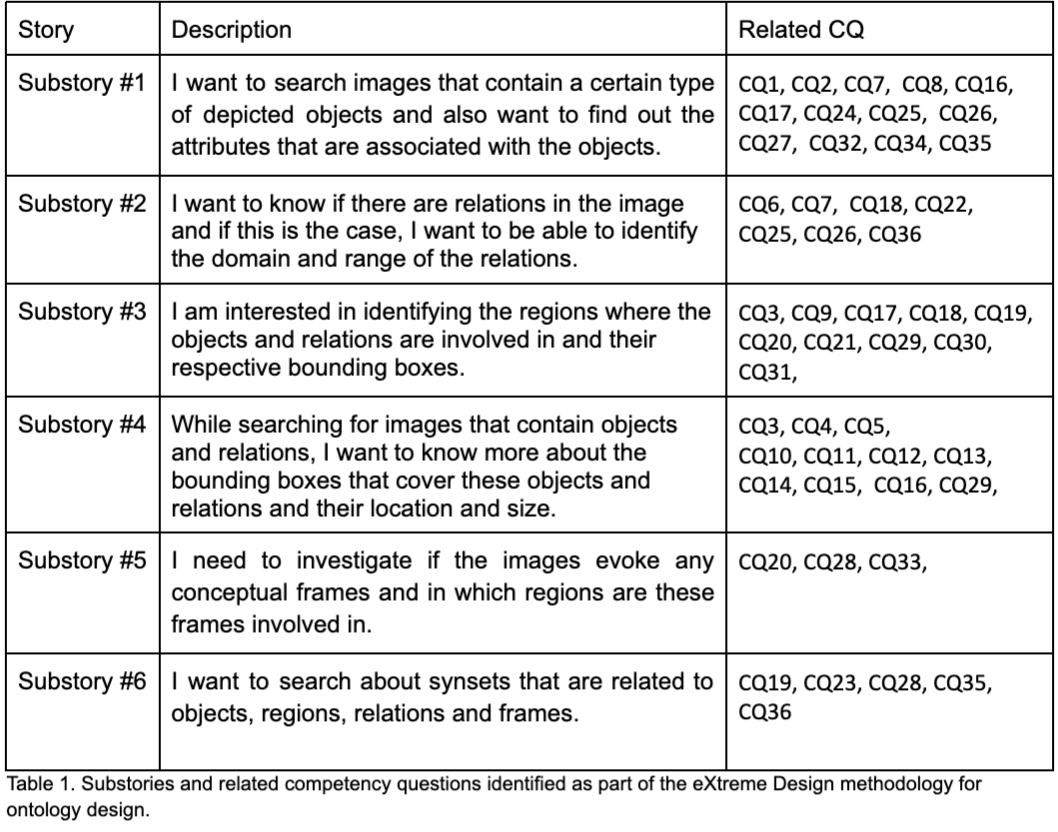 Story Description Related CQ
Substory #1 I want to search images that contain a certain type CQ1, CQ2, CQ7, CQ8, CQ16,
of depicted objects and also want to find out the CQ17, CQ24, CQ25, CQ26,
attributes that are associated with the objects. CQ27, CQ32, CQ34, CQ35
Substory #2 I want to know if there are relations in the image CQ6, CQ7, CQ18, CQ22,
and if this is the case, I want to be able to identify CQ25, CQ26, CQ36
the domain and range of the relations.
Substory #3 I am interested in identifying the regions where the CQ3, CQ9, CQ17, CQ18, CQ19,
objects and relations are involved in and their CQ20, CQ21, CQ29, CQ30,
respective bounding boxes. CQ31,
Substory #4 While searching for images that contain objects CQ3, CQ4, CQ5,
and relations, I want to know more about the CQ10, CQ11, CQ12, CQ13,
bounding boxes that cover these objects and CQ14, CQ15, CQ16, CQ29,
relations and their location and size.
Substory #5 I need to investigate if the images evoke any CQ20, CQ28, CQ33,
conceptual frames and in which regions are these
frames involved in.
Substory #6 I want to search about synsets that are related to CQ19, CQ23, CQ28, CQ35,
objects, regions, relations and frames. CQ36
Table 1. Substories and related competency questions identified as part of the eXtreme Design methodology for
ontology design.